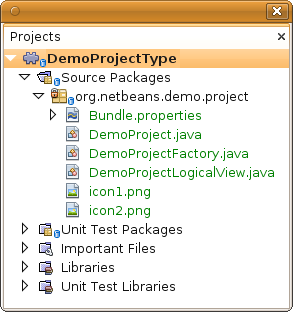 Projects
DemoProjectType
Source Packages
org.netbeans.demo.project
Bundle.properties
DemoProject.java
DemoProjectFactory.java
DemoProjectLogicalView.java
icon1.png
icon2.png
Unit Test Packages
Important Files
Libraries
Unit Test Libraries